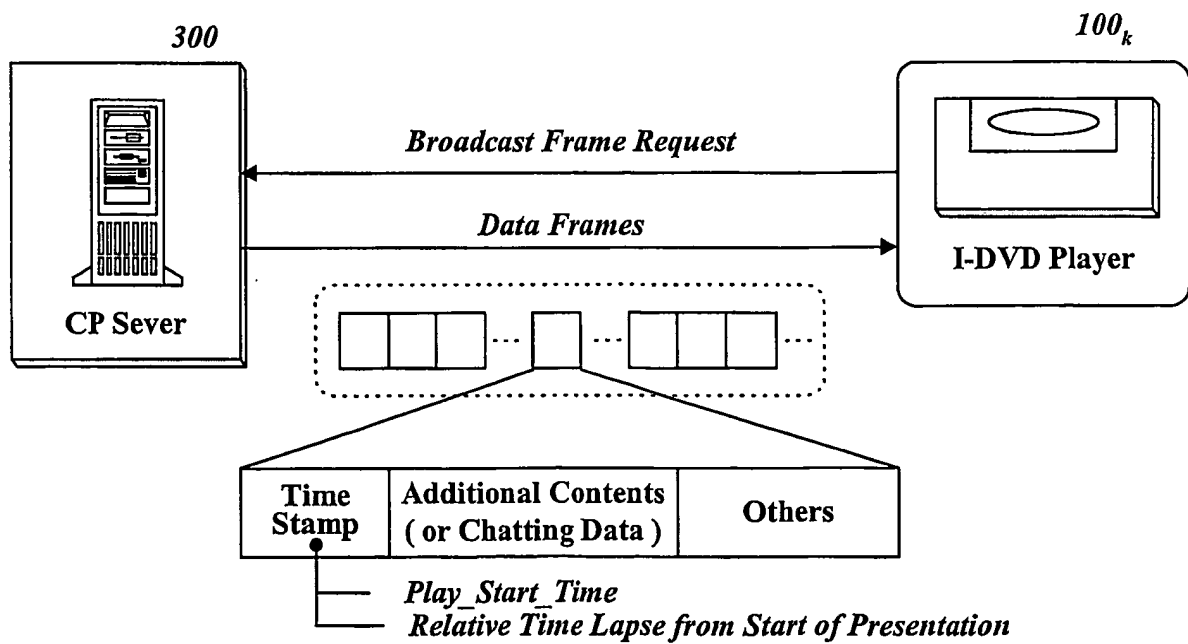 300
100k
Broadcast Frame Request
Data Frames
CP Sever
I-DVD Player
Time
Stamp
Additional Contents
( or Chatting Data )
Others
Play_Start_Time
Relative Time Lapse from Start of Presentation